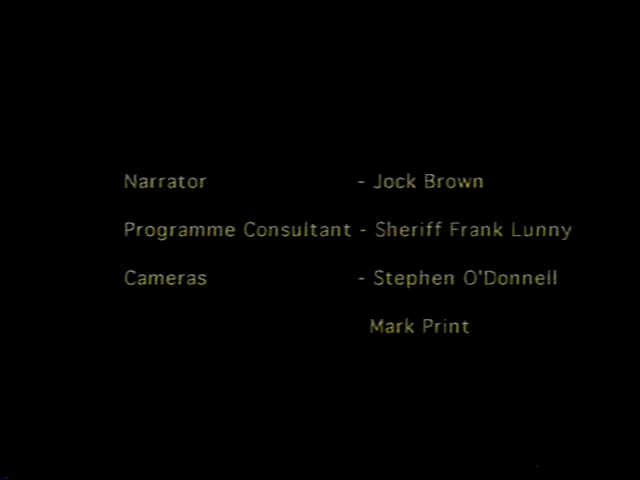 Narrator - Jock Brown
Programme Consultant - Sheriff Frank Lunny
Cameras - Stephen O'Donnell
Mark Print